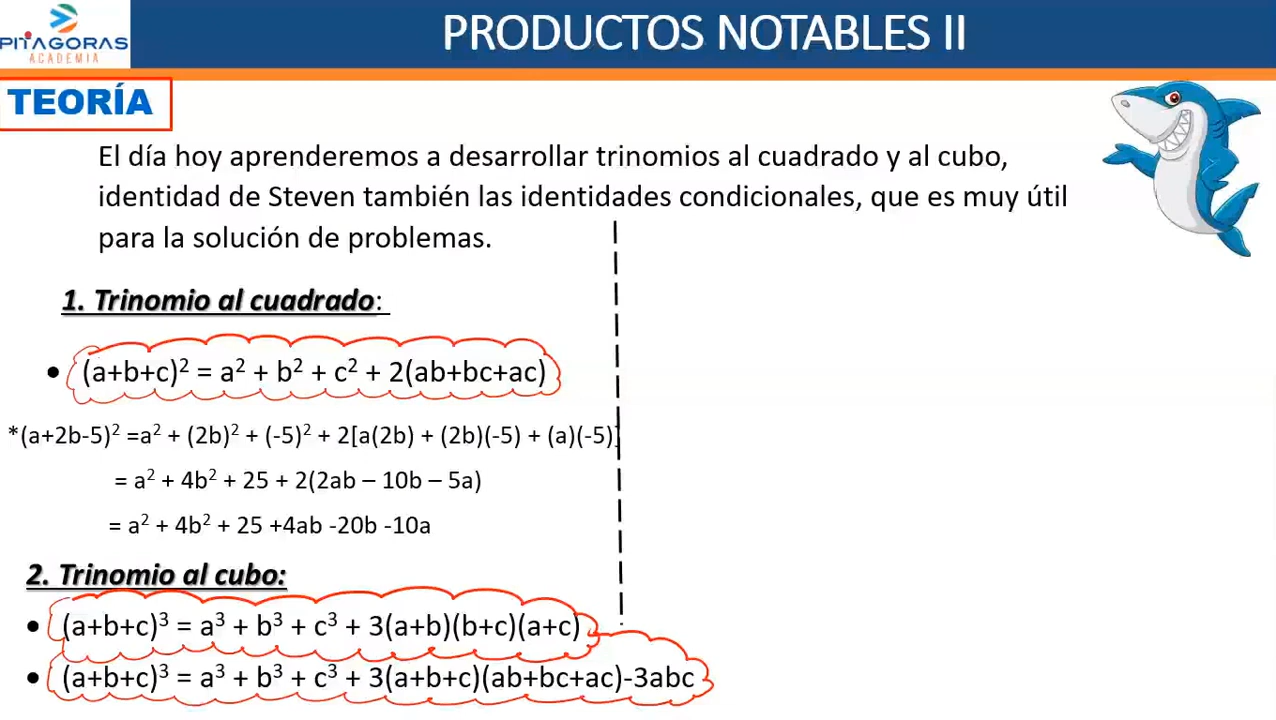 PITAGORAS
ACADEMIA
PRODUCTOS NOTABLES II
TEORÍA
El día hoy aprenderemos a desarrollar trinomios al cuadrado y al cubo,
identidad de Steven también las identidades condicionales, que es muy útil
para la solución de problemas.
1. Trinomio al cuadrado:
• (a+b+c)² = a² + b² + c² + 2(ab+bc+ac)
*(a+2b-5)² =a² + (2b)² + (-5)² + 2[a(2b) + (2b)(-5) + (a)(-5)]
= a² + 4b² + 25 + 2(2ab – 10b – 5a)
= a² + 4b² + 25 +4ab -20b -10a
2. Trinomio al cubo:
• (a+b+c)³ = a³ + b³ + c³ + 3(a+b)(b+c)(a+c)
• (a+b+c)³ = a³ + b³ + c³ + 3(a+b+c)(ab+bc+ac)-3abc